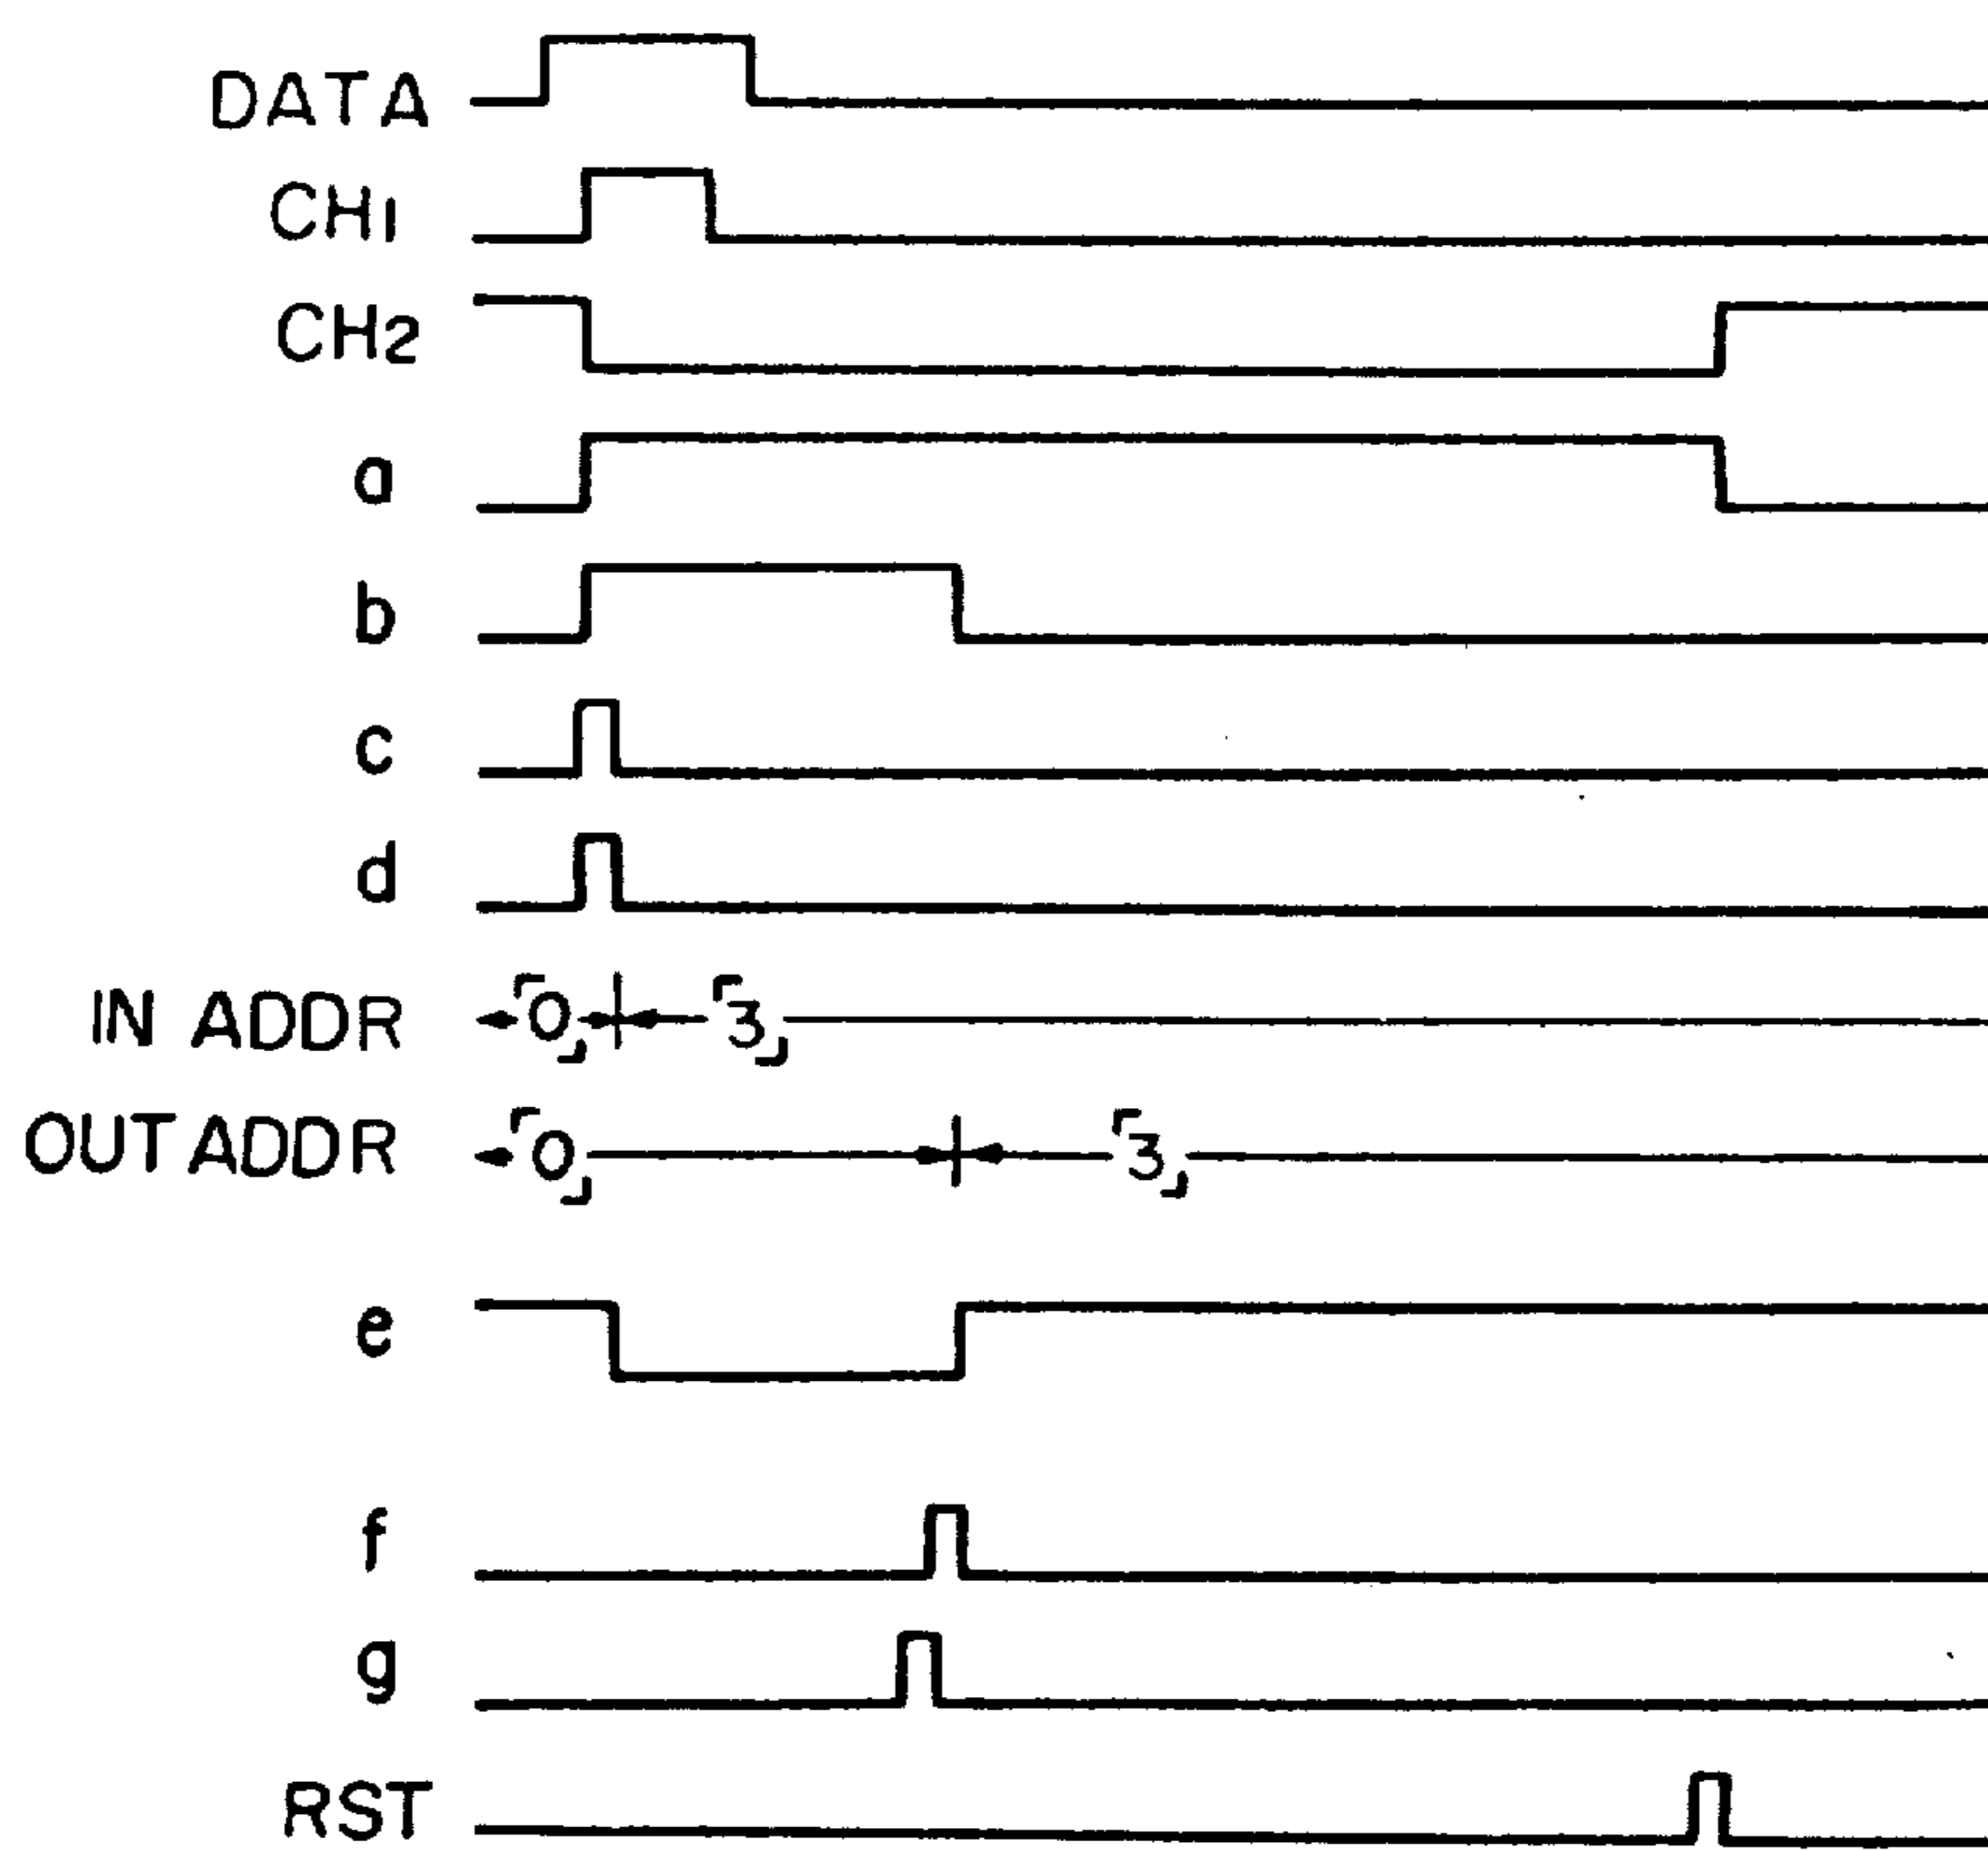 DATA
CH1
CH2
a
b
c
d
IN ADDR 「0」 「3」
OUT ADDR 「0」 「3」
e
f
g
RST